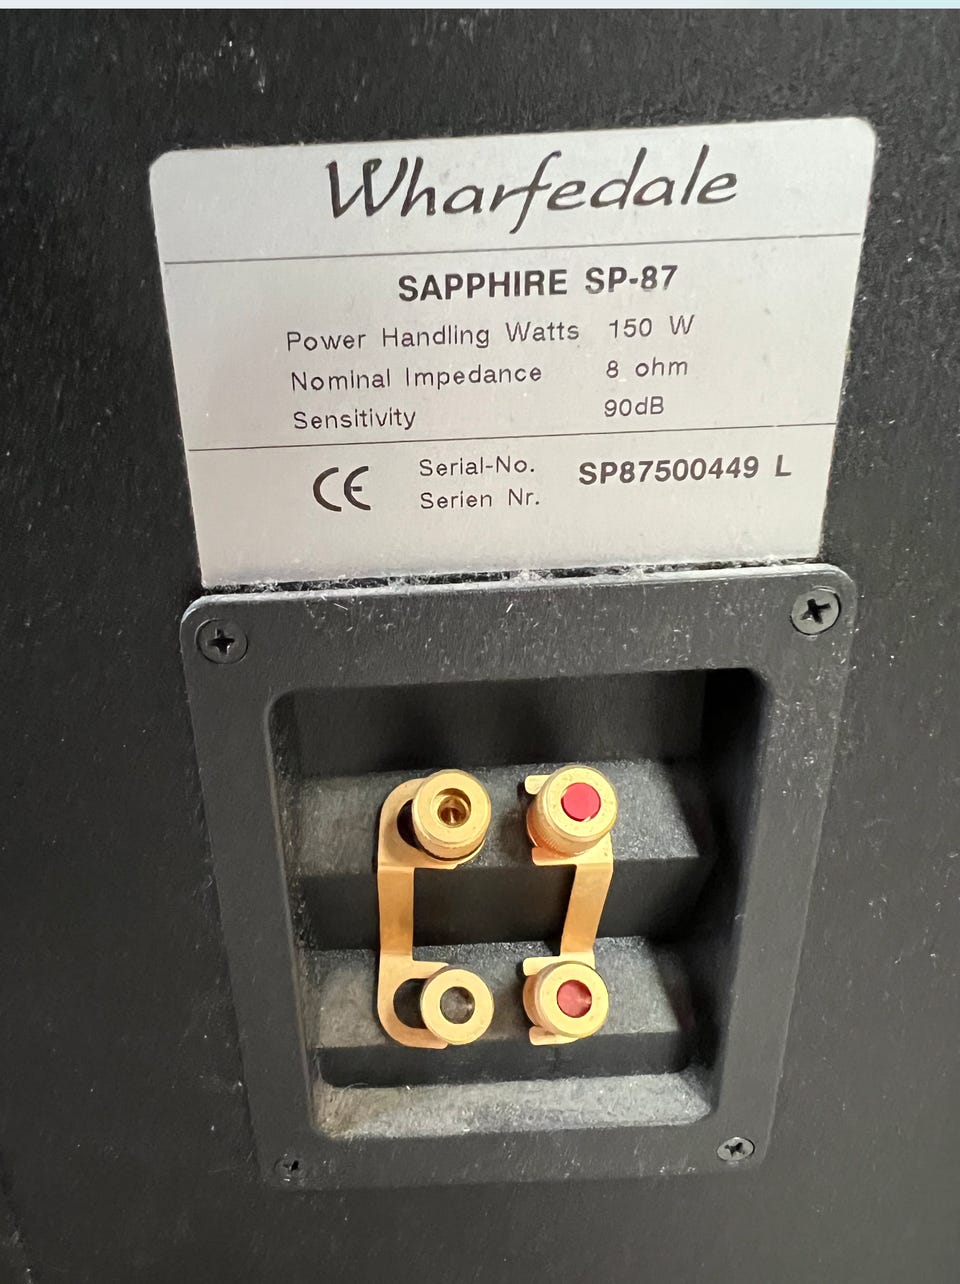 Wharfedale
SAPPHIRE SP-87
Power Handling Watts 150 W
Nominal Impedance 8 ohm
Sensitivity 90dB
CE Serial-No. SP87500449 L
Serien Nr.